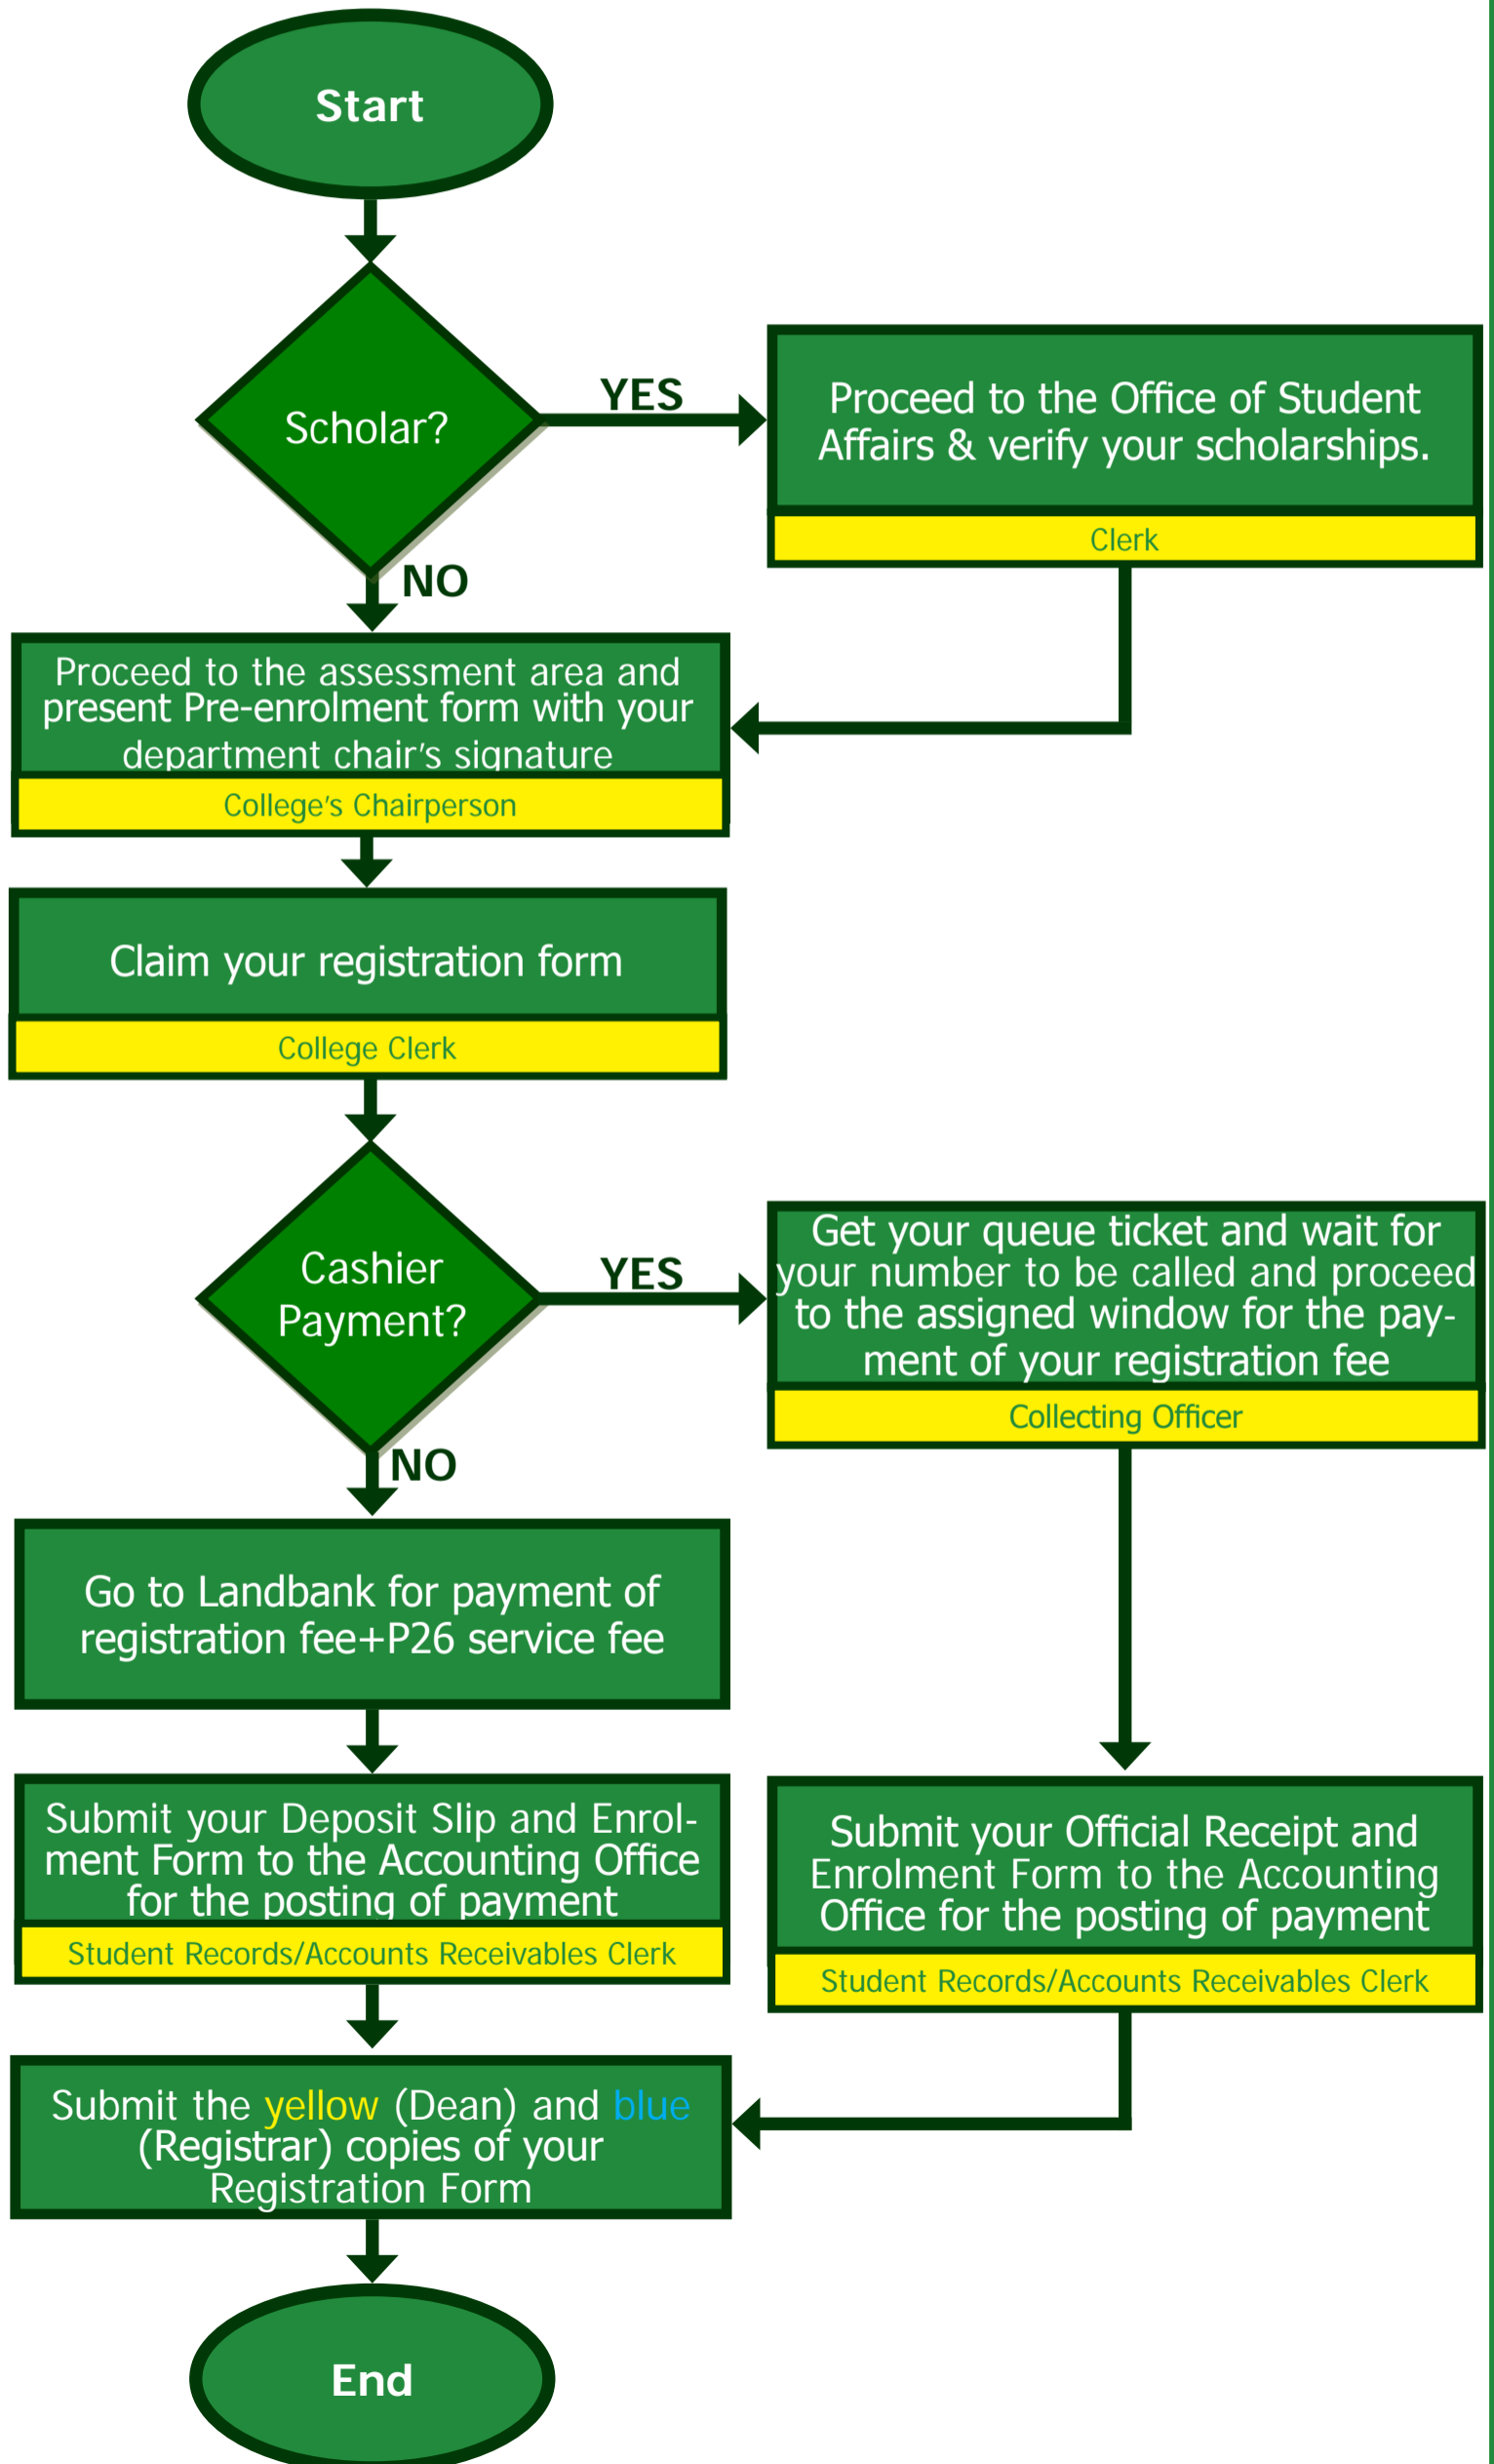 Start
Scholar?
YES
Proceed to the Office of Student
Affairs & verify your scholarships.
Clerk
NO
Proceed to the assessment area and
present Pre-enrolment form with your
department chair's signature
College's Chairperson
Claim your registration form
College Clerk
Cashier
Payment?
YES
Get your queue ticket and wait for
your number to be called and proceed
to the assigned window for the pay-
ment of your registration fee
Collecting Officer
NO
Go to Landbank for payment of
registration fee+P26 service fee
Submit your Deposit Slip and Enrol-
ment Form to the Accounting Office
for the posting of payment
Student Records/Accounts Receivables Clerk
Submit your Official Receipt and
Enrolment Form to the Accounting
Office for the posting of payment
Student Records/Accounts Receivables Clerk
Submit the yellow (Dean) and blue
(Registrar) copies of your
Registration Form
End